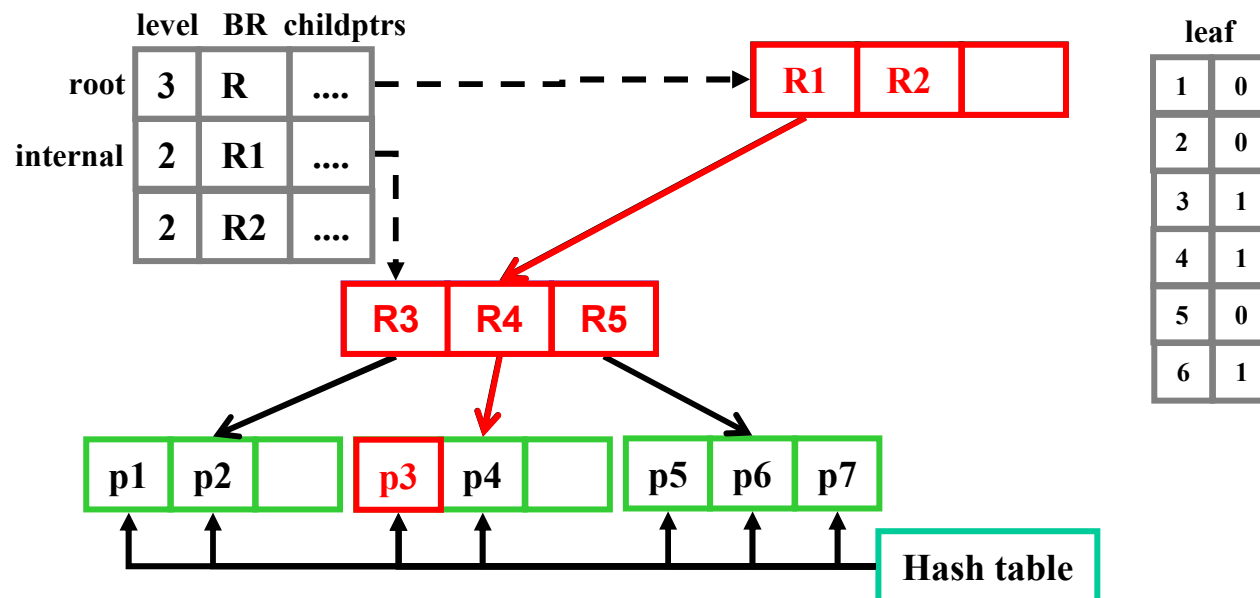 level BR childptrs
root 3 R ....
internal 2 R1 ....
2 R2 ....
R1 R2
leaf
1 0
2 0
3 1
4 1
5 0
6 1
R3 R4 R5
p1 p2 p3 p4 p5 p6 p7
Hash table